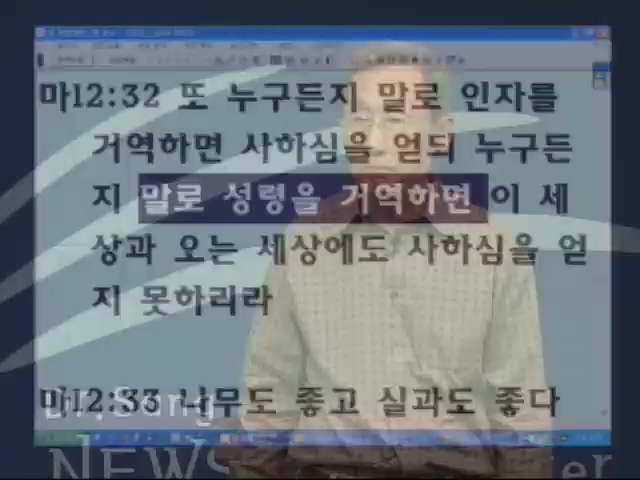 마12:32 또 누구든지 말로 인자를
거역하면 사하심을 얻되 누구든
지 말로 성령을 거역하면 이 세
상과 오는 세상에도 사하심을 얻
지 못하리라
마12:33 나무도 좋고 실과도 좋다
Dr.Sang
NEWS